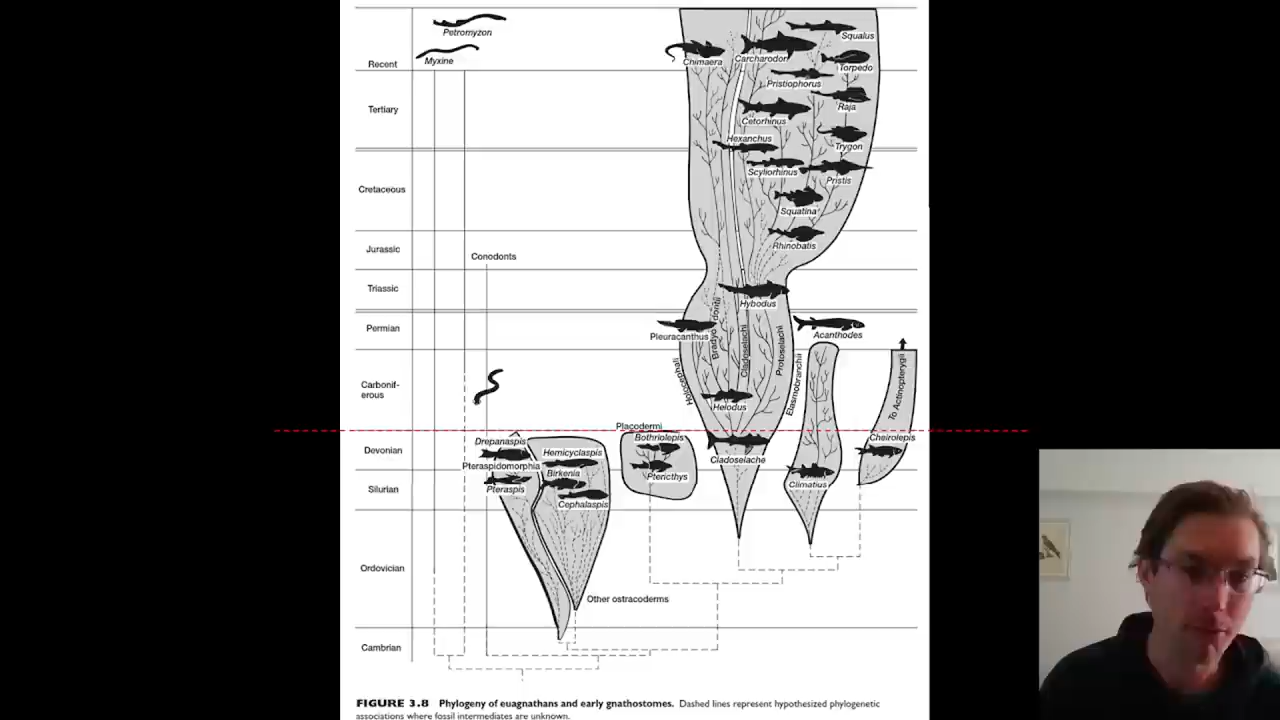 Petromyzon
Myxine
Recent
Chimaera
Carcharodon
Squalus
Torpedo
Pristiophorus
Tertiary
Raja
Cetorhinus
Hexanchus
Trygon
Scyliorhinus
Pristis
Cretaceous
Squatina
Rhinobatis
Jurassic
Conodonts
Triassic
Hybodus
Permian
Pleuracanthus
Acanthodes
Bradyodonti
Cladoselachi
Protoselachi
Holocephali
Elasmobranchii
To Actinopterygii
Carbonif-
erous
Helodus
Placodermi
Drepanaspis
Bothriolepis
Cheirolepis
Devonian
Hemicyclaspis
Cladoselache
Pteraspidomorphia
Birkenia
Ptericthys
Climatius
Silurian
Pteraspis
Cephalaspis
Ordovician
Other ostracoderms
Cambrian
FIGURE 3.8 Phylogeny of euagnathans and early gnathostomes. Dashed lines represent hypothesized phylogenetic
associations where fossil intermediates are unknown.